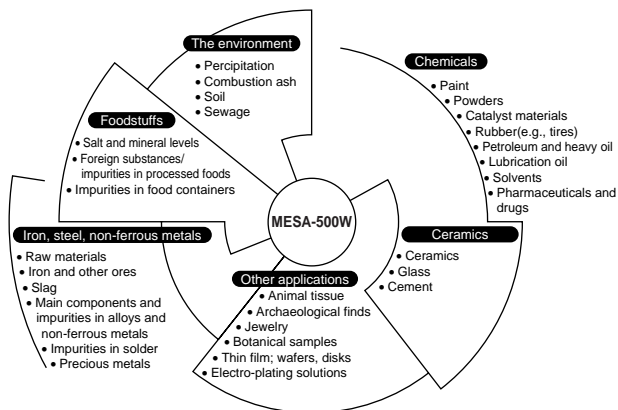 The environment
• Percipitation
• Combustion ash
• Soil
• Sewage
Chemicals
• Paint
• Powders
• Catalyst materials
• Rubber(e.g., tires)
• Petroleum and heavy oil
• Lubrication oil
• Solvents
• Pharmaceuticals and
drugs
Foodstuffs
• Salt and mineral levels
• Foreign substances/
impurities in processed foods
• Impurities in food containers
MESA-500W
Iron, steel, non-ferrous metals
• Raw materials
• Iron and other ores
• Slag
• Main components and
impurities in alloys and
non-ferrous metals
• Impurities in solder
• Precious metals
Ceramics
• Ceramics
• Glass
• Cement
Other applications
• Animal tissue
• Archaeological finds
• Jewelry
• Botanical samples
• Thin film; wafers, disks
• Electro-plating solutions